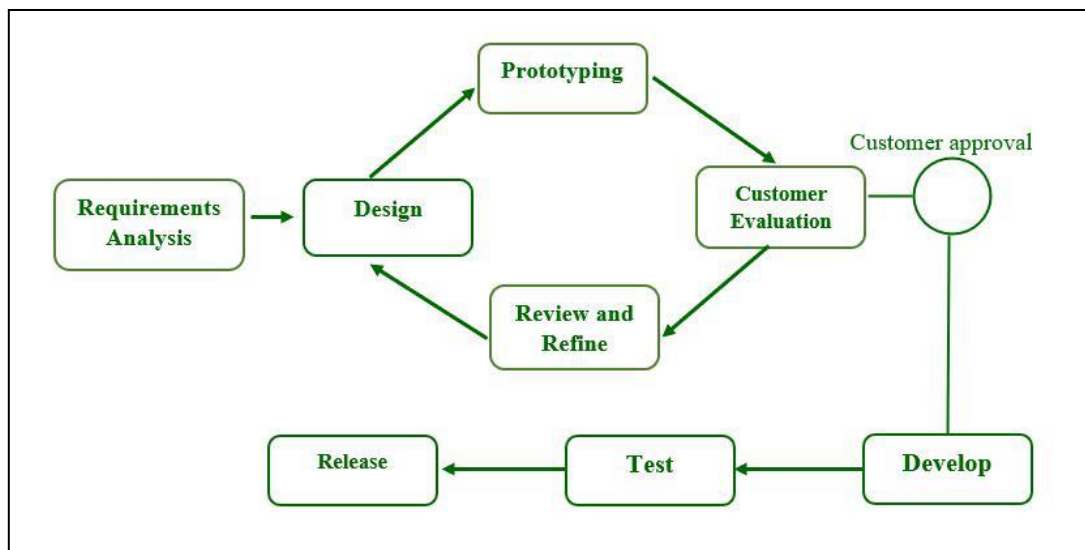 Prototyping
Customer approval
Requirements
Analysis
Design
Customer
Evaluation
Review and
Refine
Release
Test
Develop